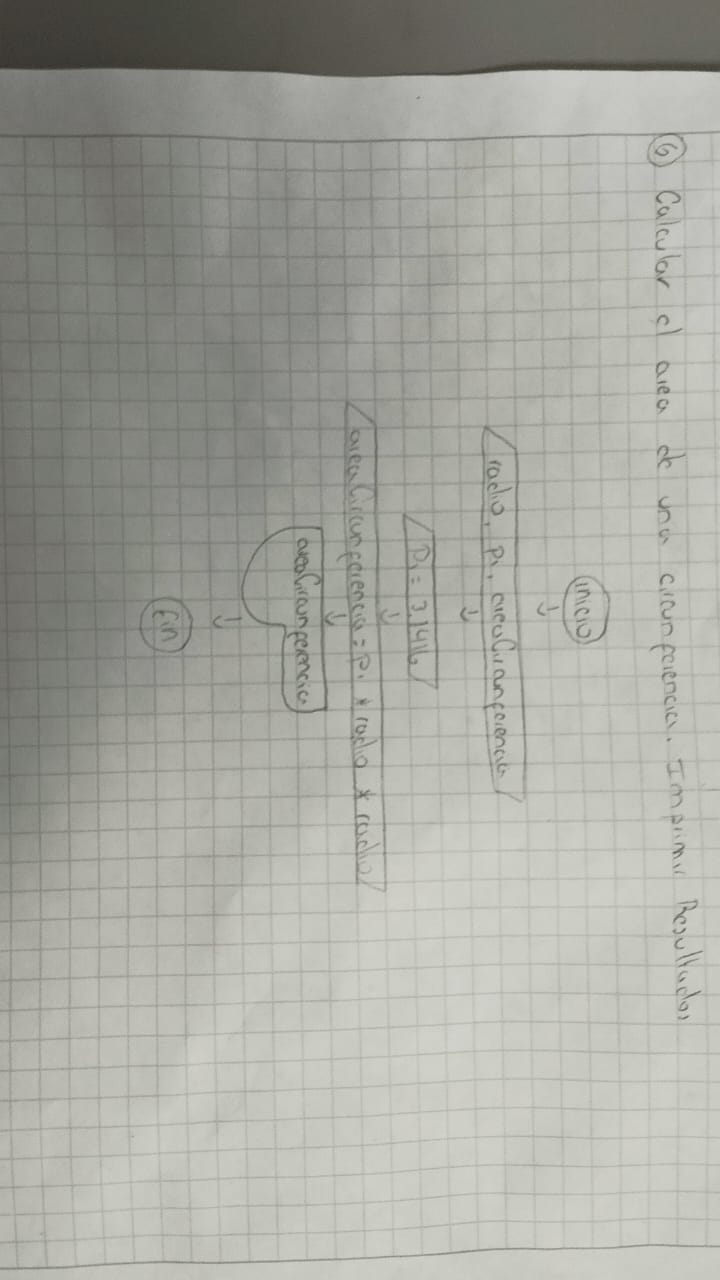 6 Calcular el area de una circunferencia. Imprimir Resultados
inicio
radio, pi, areaCircunferencia
Pi = 3.1416
areaCircunferencia = pi * radio * radio
areaCircunferencia
fin